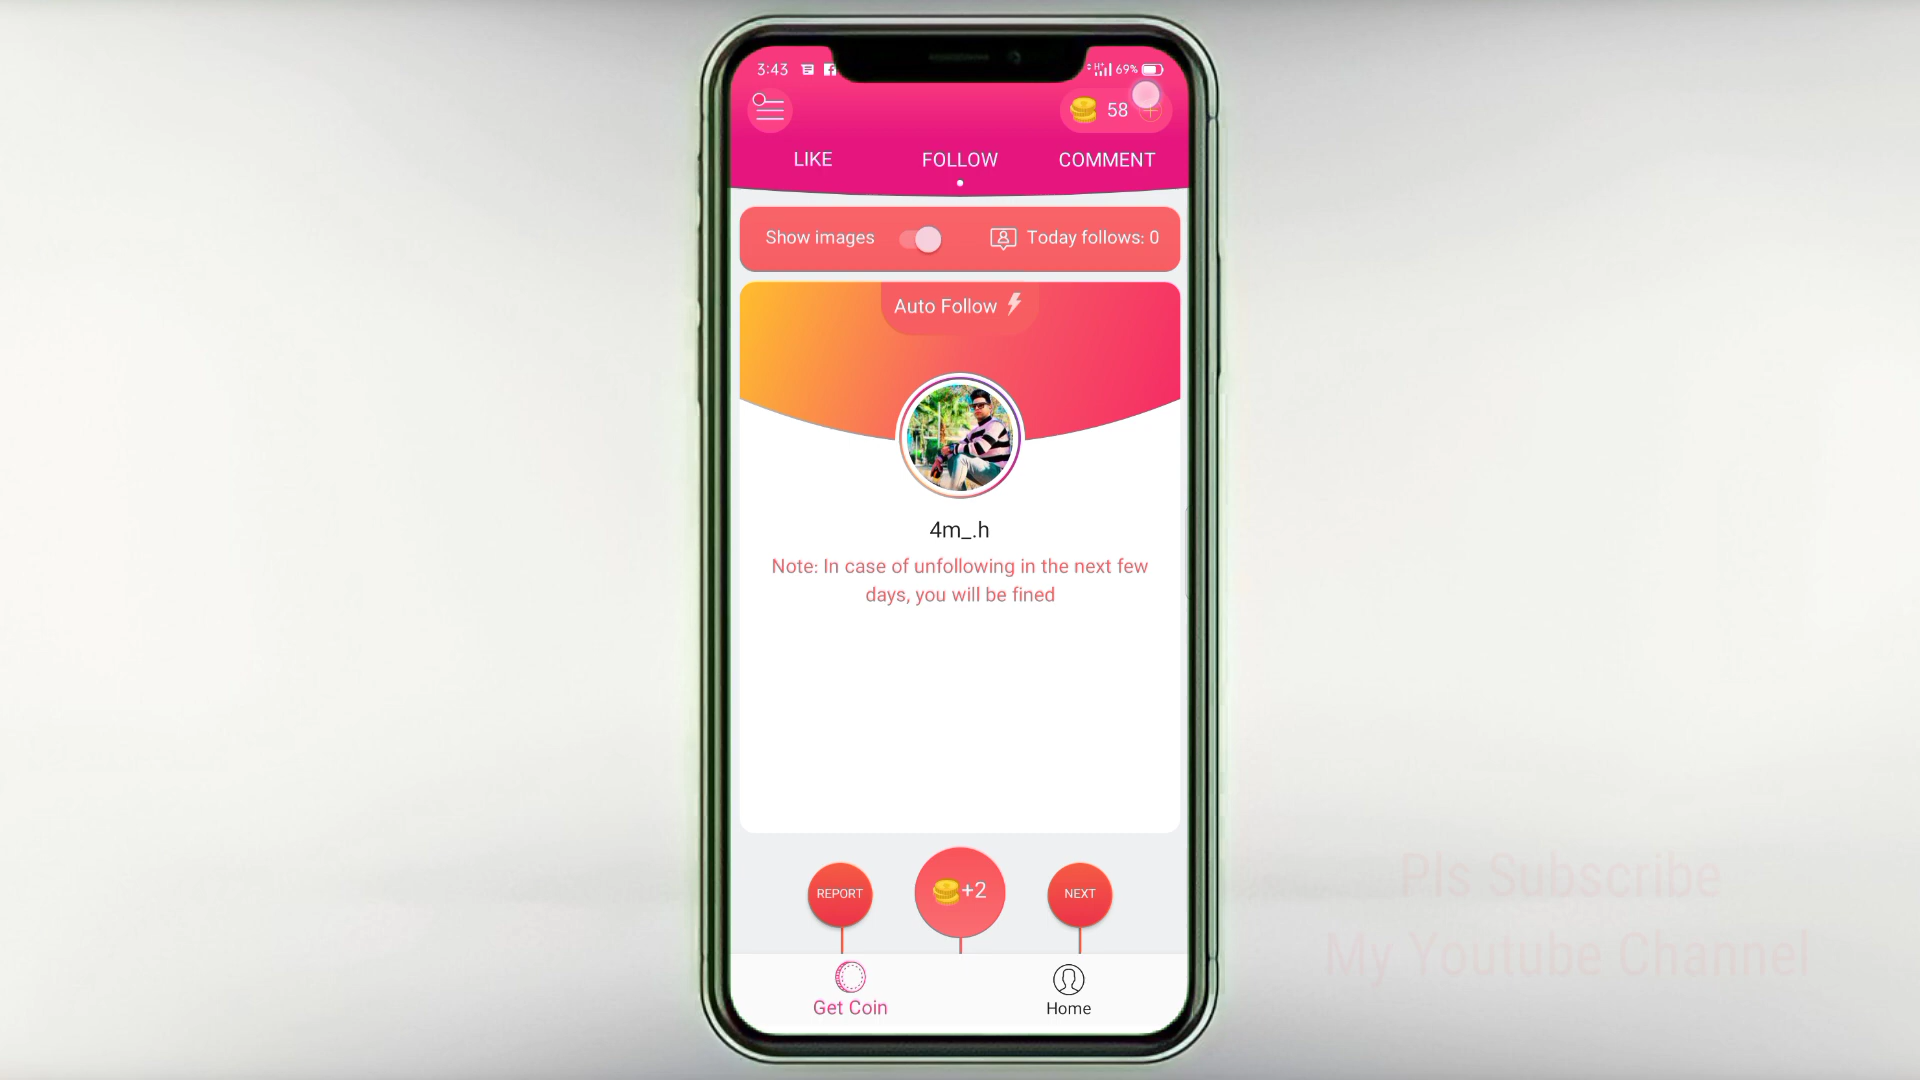 3:43
69%
58
LIKE FOLLOW COMMENT
Show images
Today follows: 0
Auto Follow
4m_.h
Note: In case of unfollowing in the next few
days, you will be fined
REPORT
+2
NEXT
Get Coin
Home
Pls Subscribe
My Youtube Channel